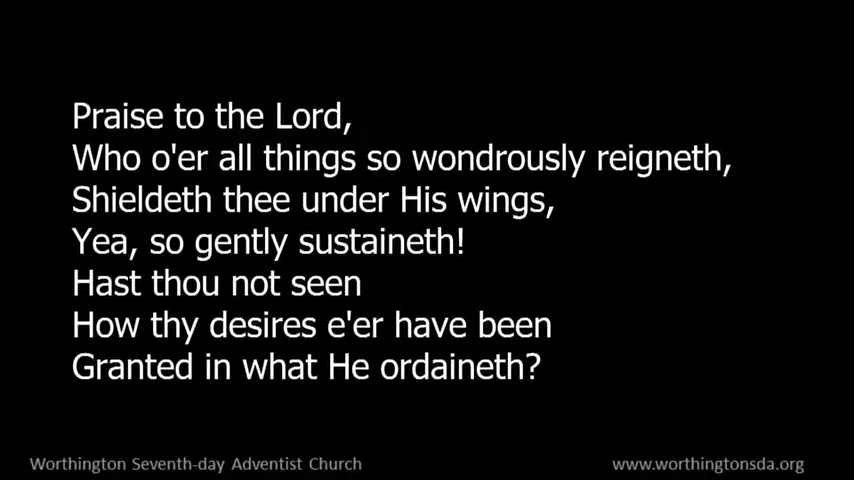 Praise to the Lord,
Who o'er all things so wondrously reigneth,
Shieldeth thee under His wings,
Yea, so gently sustaineth!
Hast thou not seen
How thy desires e'er have been
Granted in what He ordaineth?
Worthington Seventh-day Adventist Church
www.worthingtonsda.org